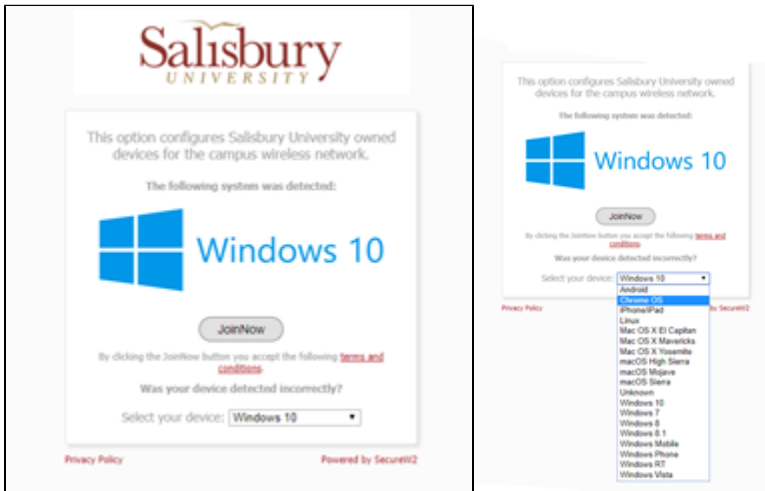 Salisbury
UNIVERSITY
This option configures Salisbury University owned
devices for the campus wireless network.
The following system was detected:
Windows 10
JoinNow
By clicking the JoinNow button you accept the following terms and
conditions.
Was your device detected incorrectly?
Select your device: Windows 10
Privacy Policy
Powered by SecureW2
This option configures Salisbury University owned
devices for the campus wireless network.
The following system was detected:
Windows 10
JoinNow
By clicking the JoinNow button you accept the following terms and
conditions.
Was your device detected incorrectly?
Select your device: Windows 10
Android
Chrome OS
iPhone/iPad
Linux
Mac OS X El Capitan
Mac OS X Mavericks
Mac OS X Yosemite
macOS High Sierra
macOS Mojave
macOS Sierra
Unknown
Windows 10
Windows 7
Windows 8
Windows 8.1
Windows Mobile
Windows Phone
Windows RT
Windows Vista
Privacy Policy
by SecureW2